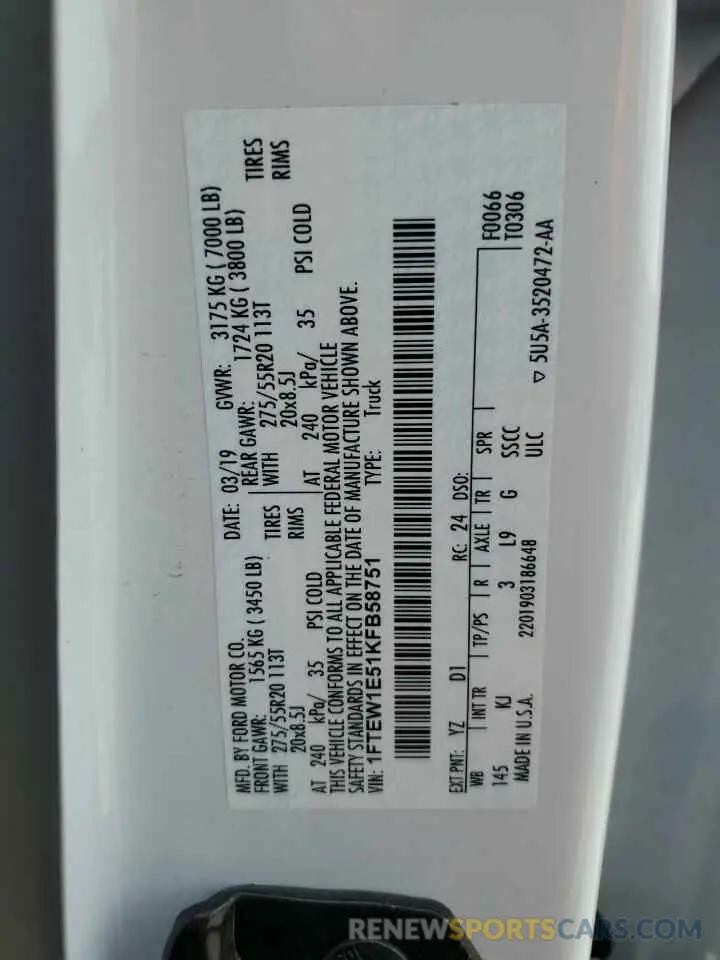 MFD. BY FORD MOTOR CO.
DATE: 03/19 GVWR: 3175 KG ( 7000 LB)
FRONT GAWR: 1565 KG ( 3450 LB) REAR GAWR: 1724 KG ( 3800 LB)
WITH 275/55R20 113T TIRES WITH 275/55R20 113T TIRES
20x8.5J RIMS 20x8.5J RIMS
AT 240 kPa/ 35 PSI COLD AT 240 kPa/ 35 PSI COLD
THIS VEHICLE CONFORMS TO ALL APPLICABLE FEDERAL MOTOR VEHICLE
SAFETY STANDARDS IN EFFECT ON THE DATE OF MANUFACTURE SHOWN ABOVE.
VIN: 1FTEW1E51KFB58751 TYPE: Truck
EXT PNT: YZ D1 RC: 24 DSO:
WB INT TR TP/PS R AXLE TR SPR F0066
145 KJ 3 L9 G SSCC T0306
MADE IN U.S.A. 2201903186648 ULC ▽ 5U5A-3520472-AA
RENEWSPORTSCARS.COM